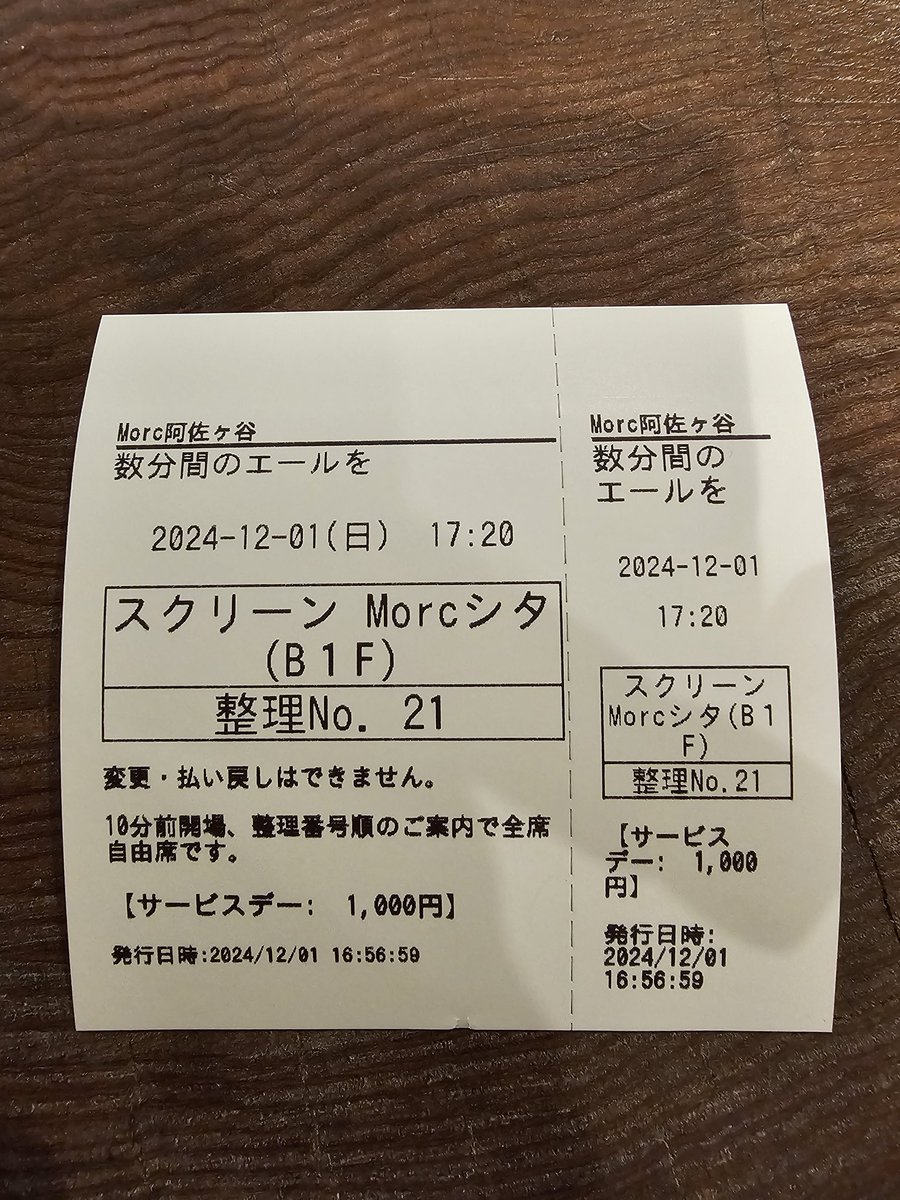 Morc阿佐ヶ谷
数分間のエールを
2024-12-01(日) 17:20
スクリーン Morcシタ
(B1F)
整理No. 21
変更・払い戻しはできません。
10分前開場、整理番号順のご案内で全席
自由席です。
【サービスデー: 1,000円】
発行日時:2024/12/01 16:56:59
Morc阿佐ヶ谷
数分間の
エールを
2024-12-01
17:20
スクリーン
Morcシタ(B1
F)
整理No.21
【サービス
デー: 1,000
円】
発行日時:
2024/12/01
16:56:59